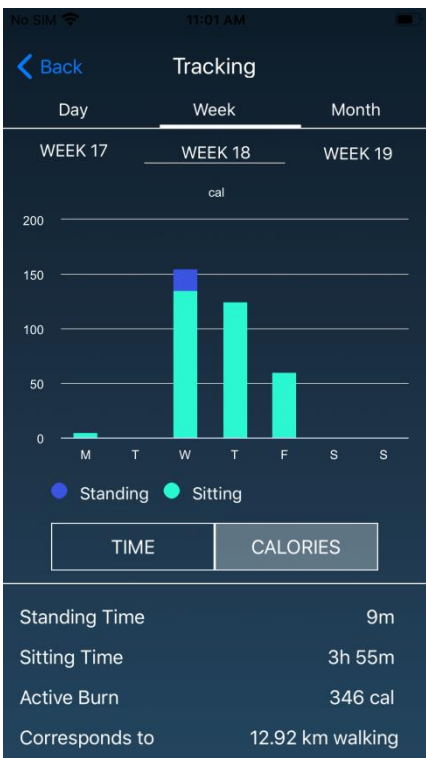 No SIM 11:01 AM
Back Tracking
Day Week Month
WEEK 17 WEEK 18 WEEK 19
cal
200
150
100
50
0
M T W T F S S
Standing Sitting
TIME CALORIES
Standing Time 9m
Sitting Time 3h 55m
Active Burn 346 cal
Corresponds to 12.92 km walking